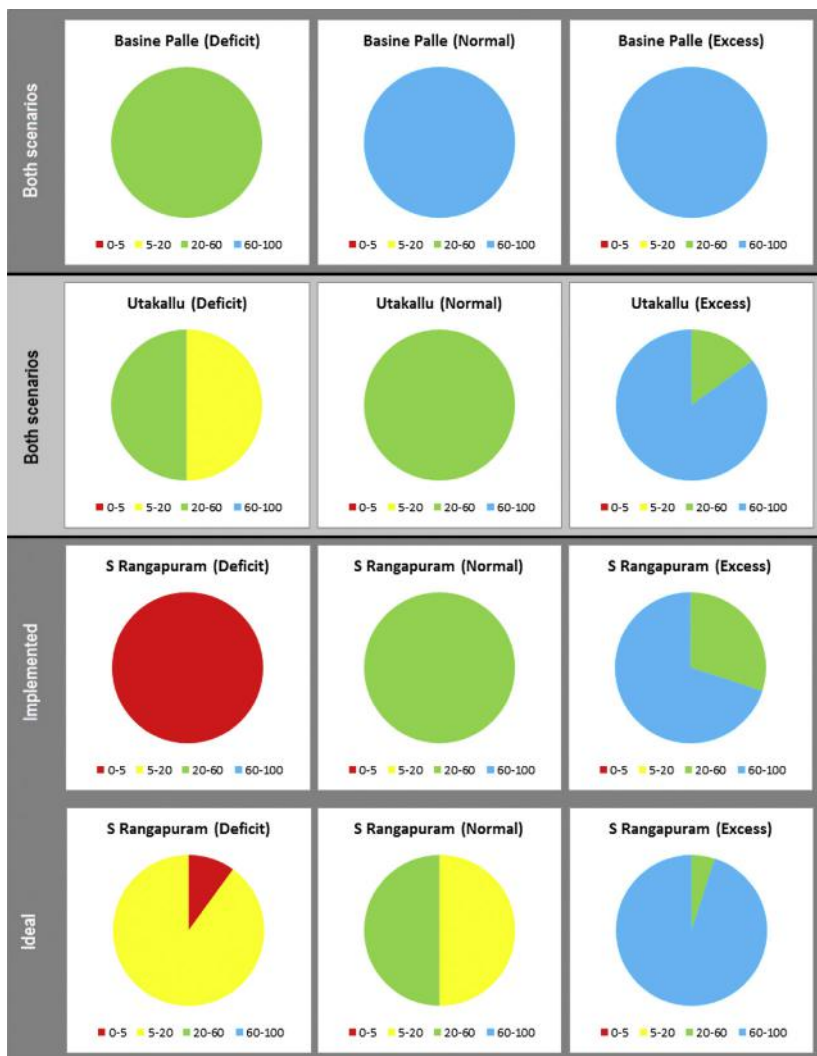 Both scenarios
Basine Palle (Deficit)
0-5 5-20 20-60 60-100
Basine Palle (Normal)
0-5 5-20 20-60 60-100
Basine Palle (Excess)
0-5 5-20 20-60 60-100
Both scenarios
Utakallu (Deficit)
0-5 5-20 20-60 60-100
Utakallu (Normal)
0-5 5-20 20-60 60-100
Utakallu (Excess)
0-5 5-20 20-60 60-100
Implemented
S Rangapuram (Deficit)
0-5 5-20 20-60 60-100
S Rangapuram (Normal)
0-5 5-20 20-60 60-100
S Rangapuram (Excess)
0-5 5-20 20-60 60-100
Ideal
S Rangapuram (Deficit)
0-5 5-20 20-60 60-100
S Rangapuram (Normal)
0-5 5-20 20-60 60-100
S Rangapuram (Excess)
0-5 5-20 20-60 60-100